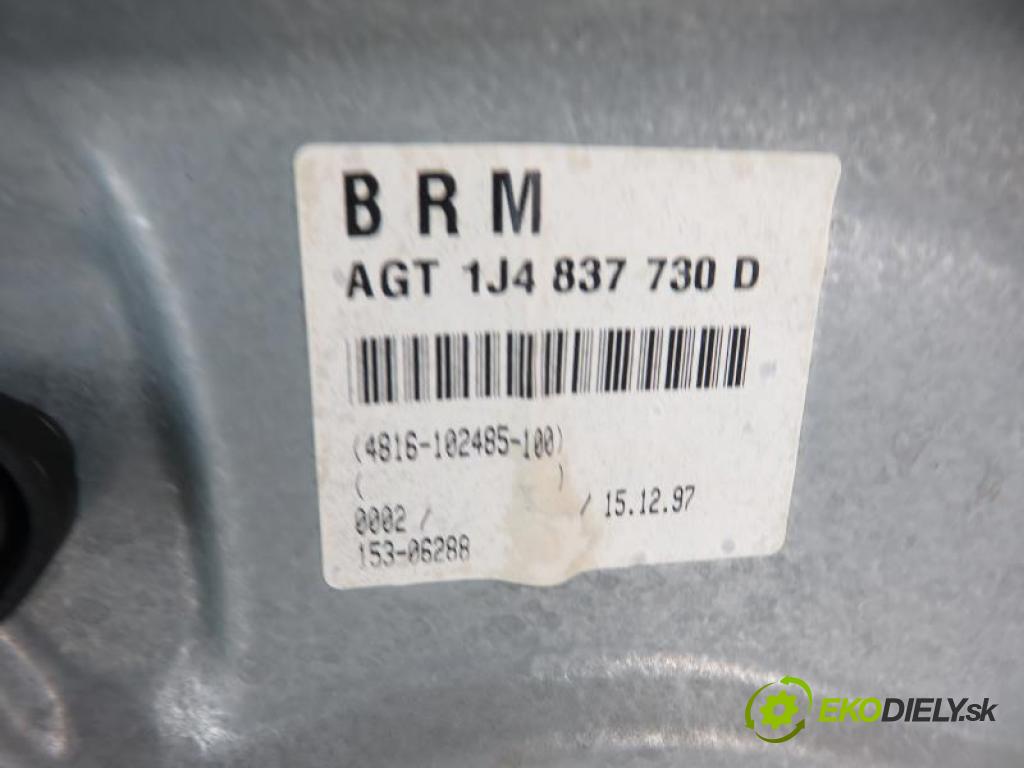 B R M
AGT 1J4 837 730 D
(4816-102485-100)
( )
0002 / / 15.12.97
153-06288
EKODIELY.sk